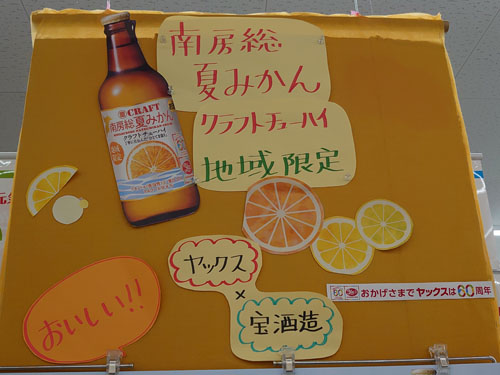 南房総
夏みかん
クラフトチューハイ
地域限定
CRAFT
南房総夏みかん
クラフトチューハイ
ヤックス
×
宝酒造
おいしい!!
60
おかげさまでヤックスは60周年